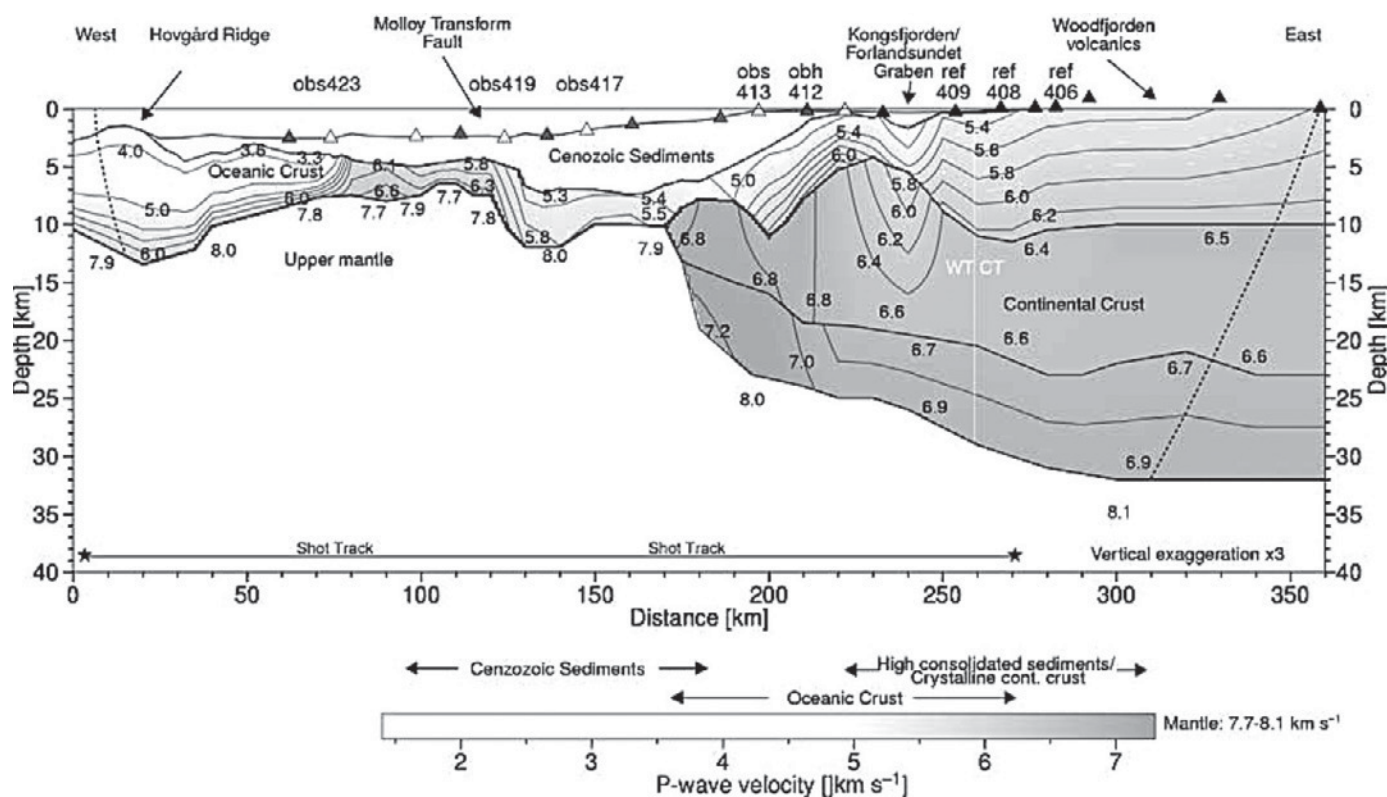 West
Hovgård Ridge
Molloy Transform
Fault
Kongsfjorden/
Forlandsundet
Graben
Woodfjorden
volcanics
East
obs423
obs419
obs417
obs
413
obh
412
ref
409
ref
408
ref
406
0
5
10
15
20
25
30
35
40
Depth [km]
4.0
3.6
3.3
Oceanic Crust
6.1
5.8
Cenozoic Sediments
5.0
5.4
6.0
5.8
5.4
5.6
5.8
6.0
6.2
6.4
6.5
5.0
6.0
7.9
8.0
6.0
7.8
6.6
7.7
7.9
6.3
7.7
7.8
5.3
5.4
5.5
5.8
8.0
7.9
Upper mantle
6.8
6.8
6.8
7.2
7.0
8.0
6.0
6.2
6.4
6.6
6.7
6.9
WT CT
Continental Crust
6.6
6.7
6.6
6.9
8.1
Shot Track
Shot Track
Vertical exaggeration x3
0
5
10
15
20
25
30
35
40
Depth [km]
0 50 100 150 200 250 300 350
Distance [km]
Cenzozoic Sediments
High consolidated sediments/
Crystalline cont. crust
Oceanic Crust
Mantle: 7.7-8.1 km s⁻¹
2 3 4 5 6 7
P-wave velocity []km s⁻¹